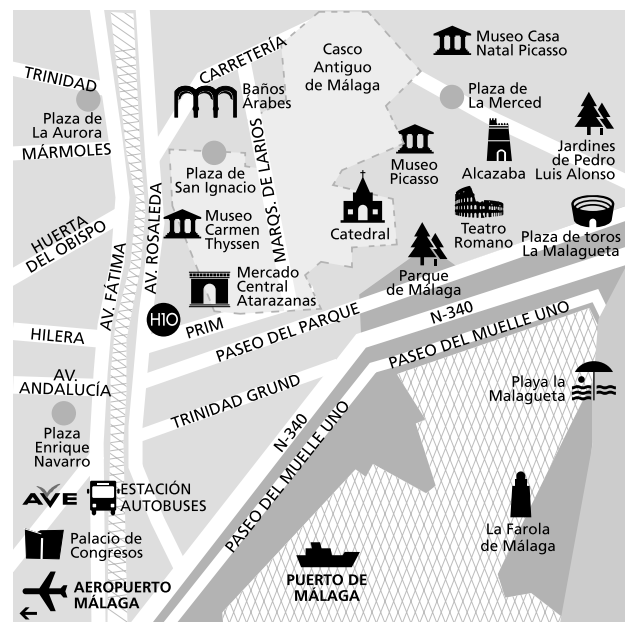 Museo Casa
Natal Picasso
Casco
Antiguo
de Málaga
CARRETERÍA
TRINIDAD
Baños
Árabes
Plaza de
La Merced
Plaza de
La Aurora
MÁRMOLES
Jardines
de Pedro
Luis Alonso
Museo
Picasso
Alcazaba
Plaza de
San Ignacio
MARQS. DE LARIOS
AV. ROSALEDA
HUERTA
DEL OBISPO
Museo
Carmen
Thyssen
Catedral
Teatro
Romano
Plaza de toros
La Malagueta
AV. FÁTIMA
Mercado
Central
Atarazanas
Parque
de Málaga
H10
PRIM
PASEO DEL PARQUE
N-340
PASEO DEL MUELLE UNO
HILERA
AV.
ANDALUCÍA
TRINIDAD GRUND
Playa la
Malagueta
Plaza
Enrique
Navarro
N-340
PASEO DEL MUELLE UNO
AVE
ESTACIÓN
AUTOBUSES
Palacio de
Congresos
La Farola
de Málaga
AEROPUERTO
MÁLAGA
PUERTO DE
MÁLAGA